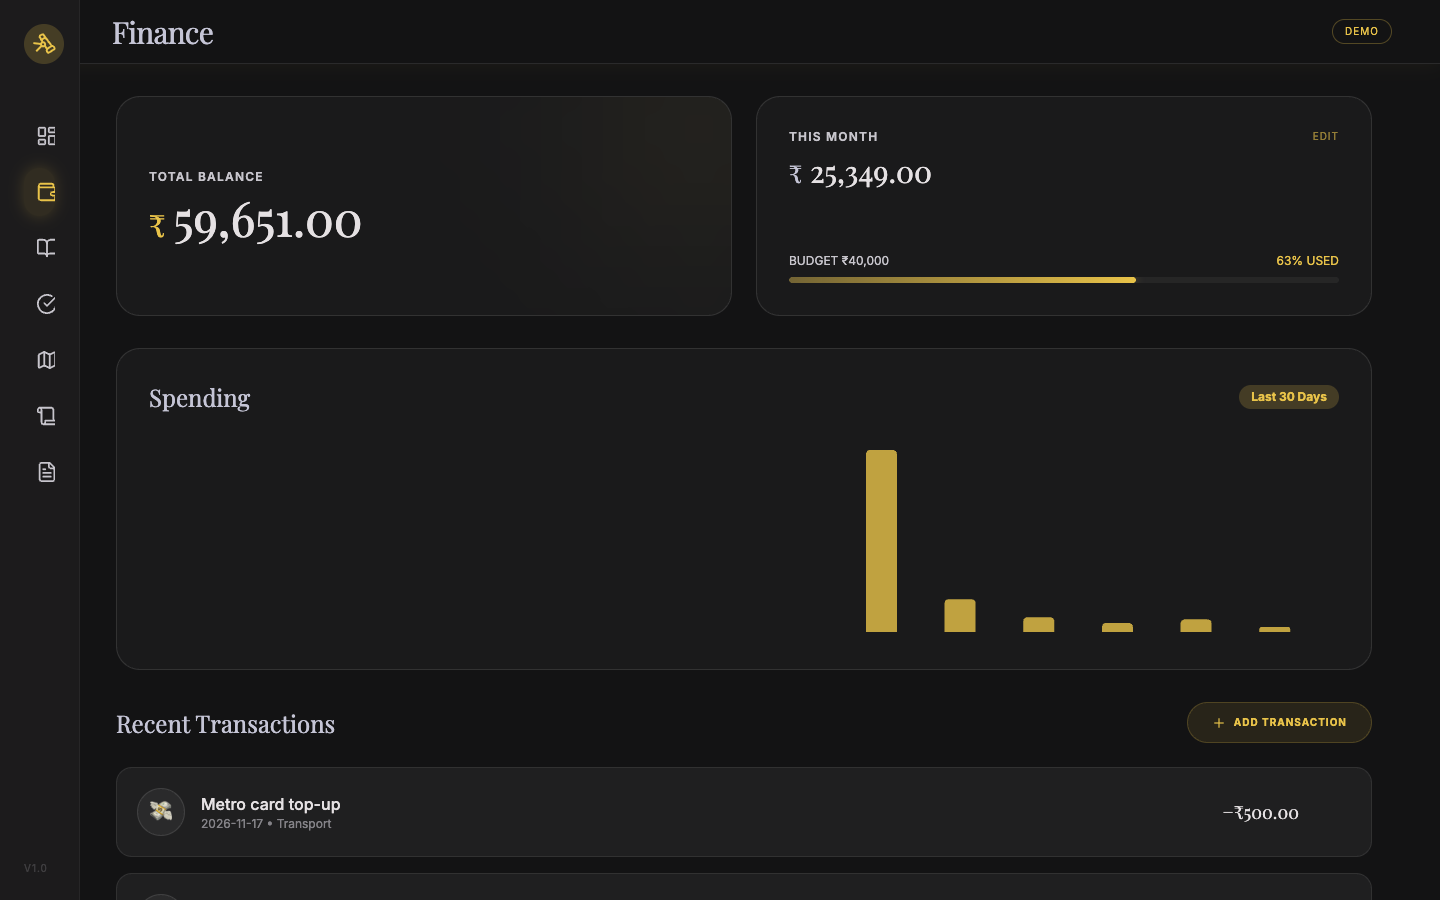 Finance
DEMO
TOTAL BALANCE
₹ 59,651.00
THIS MONTH
EDIT
₹ 25,349.00
BUDGET ₹40,000
63% USED
Spending
Last 30 Days
Recent Transactions
+ ADD TRANSACTION
Metro card top-up
2026-11-17 • Transport
−₹500.00
V1.0